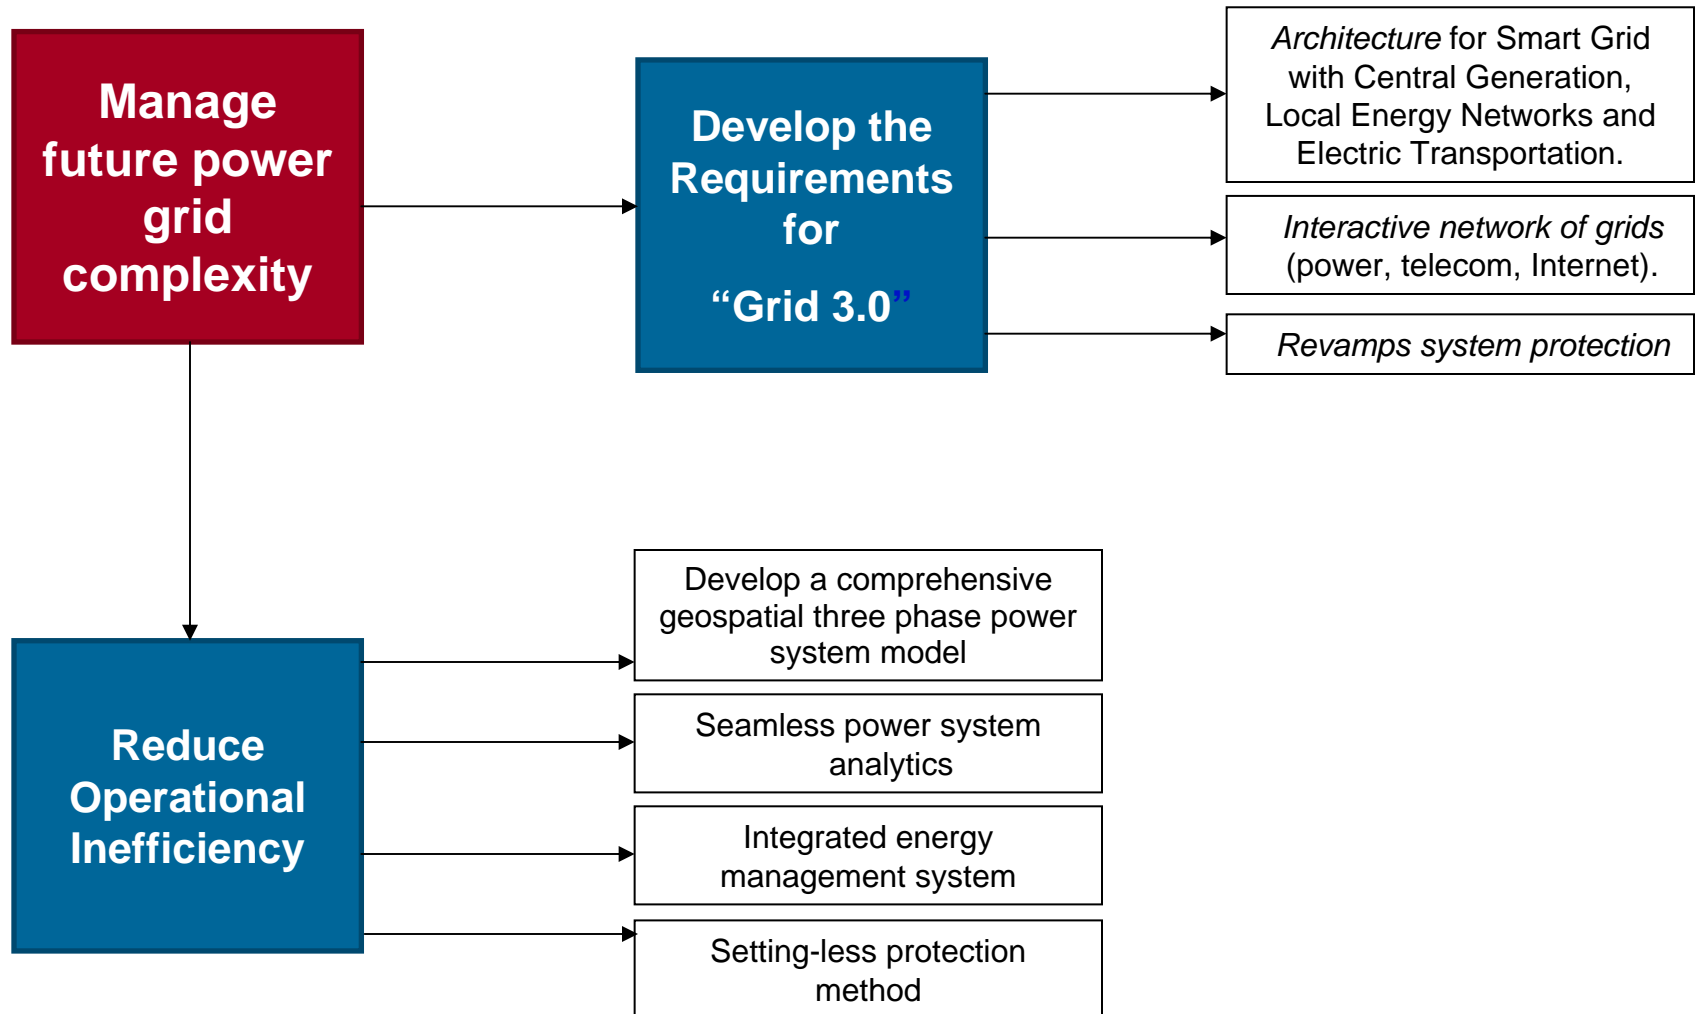 Manage
future power
grid
complexity
Develop the
Requirements
for
“Grid 3.0”
Architecture for Smart Grid
with Central Generation,
Local Energy Networks and
Electric Transportation.
Interactive network of grids
(power, telecom, Internet).
Revamps system protection
Reduce
Operational
Inefficiency
Develop a comprehensive
geospatial three phase power
system model
Seamless power system
analytics
Integrated energy
management system
Setting-less protection
method